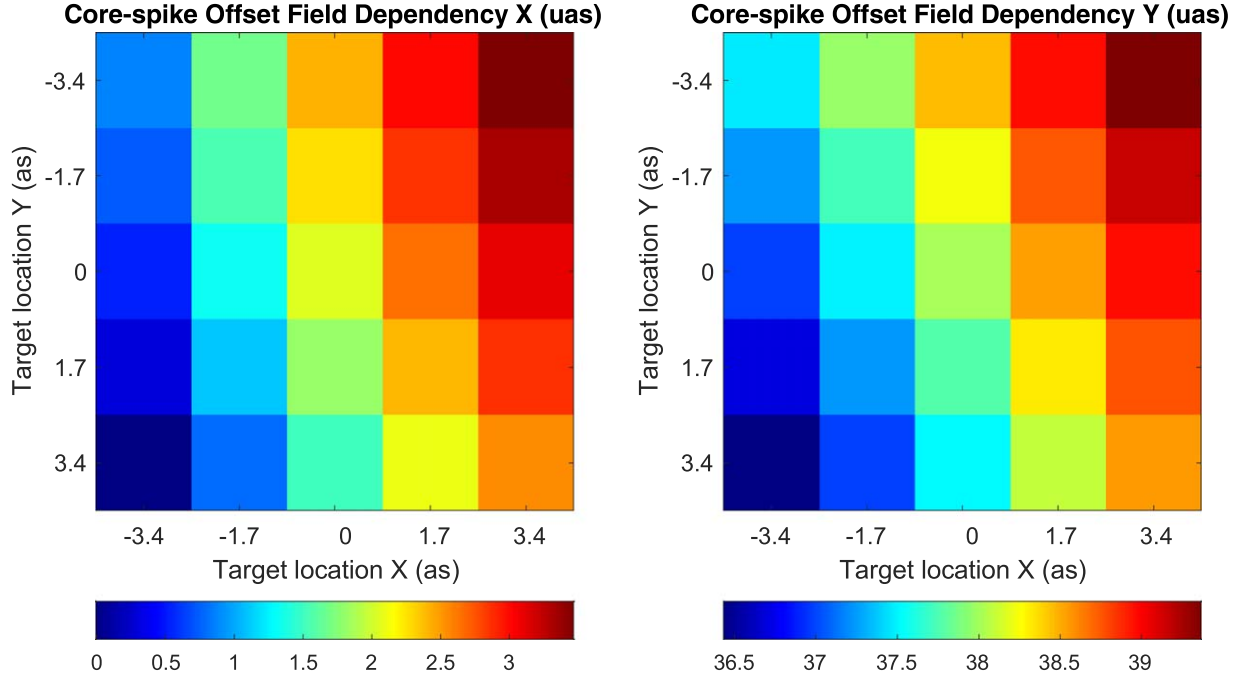 Core-spike Offset Field Dependency X (uas)
Target location Y (as)
-3.4
-1.7
0
1.7
3.4
-3.4 -1.7 0 1.7 3.4
Target location X (as)
0 0.5 1 1.5 2 2.5 3
Core-spike Offset Field Dependency Y (uas)
Target location Y (as)
-3.4
-1.7
0
1.7
3.4
-3.4 -1.7 0 1.7 3.4
Target location X (as)
36.5 37 37.5 38 38.5 39